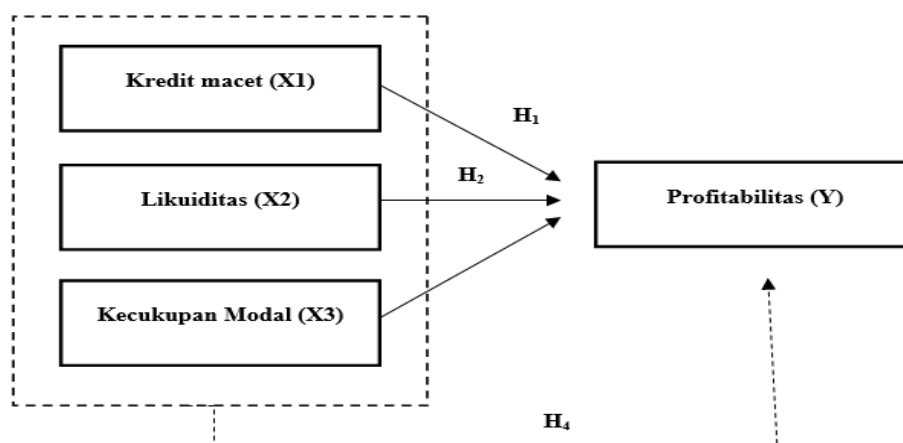 Kredit macet (X1)
H₁
H₂
Likuiditas (X2)
Profitabilitas (Y)
Kecukupan Modal (X3)
H₄